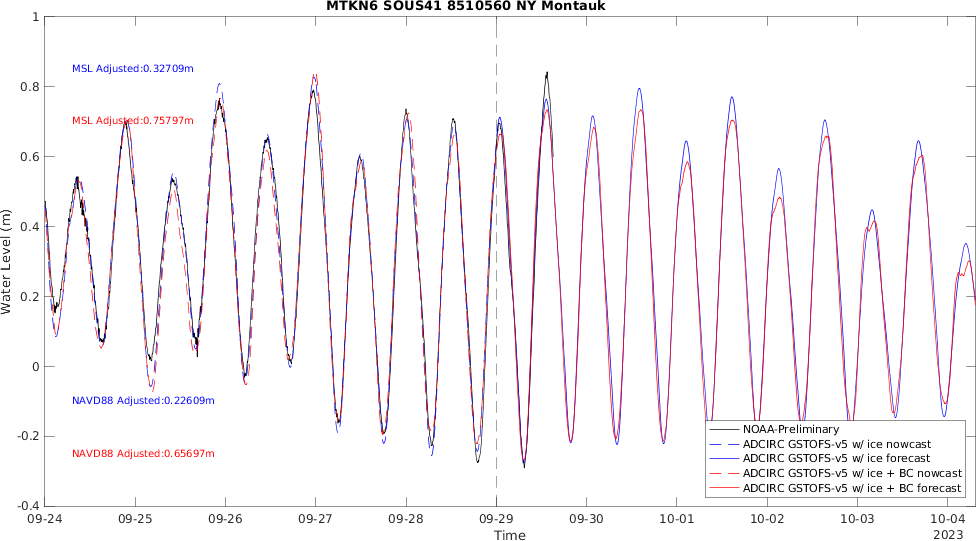 MTKN6 SOUS41 8510560 NY Montauk
Water Level (m)
1
0.8
0.6
0.4
0.2
0
-0.2
-0.4
MSL Adjusted:0.32709m
MSL Adjusted:0.75797m
NAVD88 Adjusted:0.22609m
NAVD88 Adjusted:0.65697m
NOAA-Preliminary
ADCIRC GSTOFS-v5 w/ ice nowcast
ADCIRC GSTOFS-v5 w/ ice forecast
ADCIRC GSTOFS-v5 w/ ice + BC nowcast
ADCIRC GSTOFS-v5 w/ ice + BC forecast
09-24 09-25 09-26 09-27 09-28 09-29 09-30 10-01 10-02 10-03 10-04
Time
2023